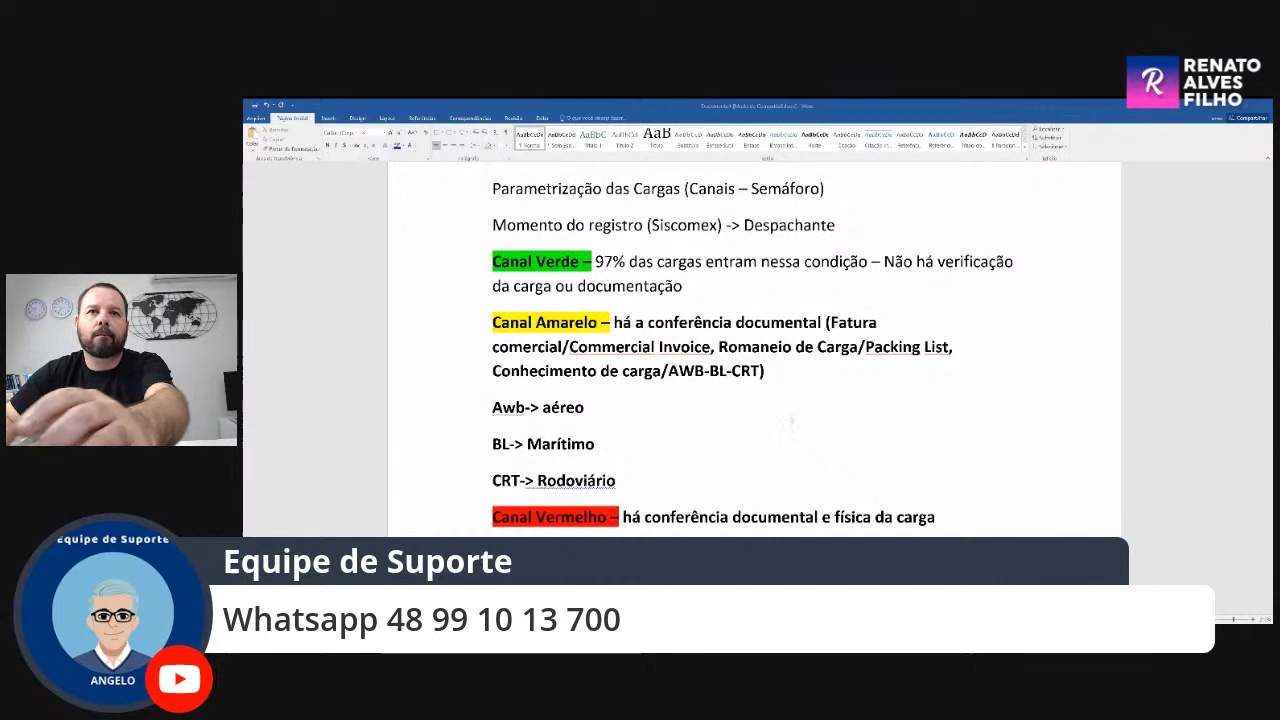 RENATO
ALVES
FILHO
Compartilhar
Parametrização das Cargas (Canais – Semáforo)
Momento do registro (Siscomex) -> Despachante
Canal Verde – 97% das cargas entram nessa condição – Não há verificação
da carga ou documentação
Canal Amarelo – há a conferência documental (Fatura
comercial/Commercial Invoice, Romaneio de Carga/Packing List,
Conhecimento de carga/AWB-BL-CRT)
Awb-> aéreo
BL-> Marítimo
CRT-> Rodoviário
Canal Vermelho – há conferência documental e física da carga
Equipe de Suporte
ANGELO
Equipe de Suporte
Whatsapp 48 99 10 13 700